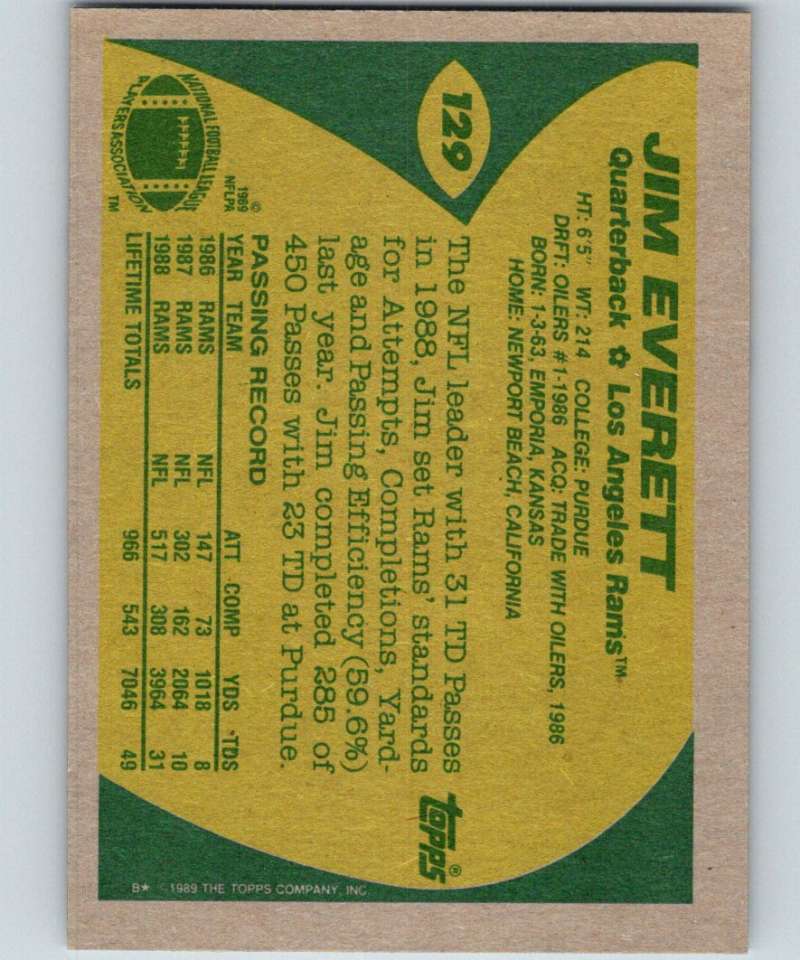 129
JIM EVERETT
Quarterback ✿ Los Angeles Rams™
HT: 6'5" WT: 214 COLLEGE: PURDUE
DRFT: OILERS #1-1986 ACQ: TRADE WITH OILERS, 1986
BORN: 1-3-63, EMPORIA, KANSAS
HOME: NEWPORT BEACH, CALIFORNIA
The NFL leader with 31 TD Passes
in 1988, Jim set Rams' standards
for Attempts, Completions, Yard-
age and Passing Efficiency (59.6%)
last year. Jim completed 285 of
450 Passes with 23 TD at Purdue.
PASSING RECORD
YEAR TEAM ATT COMP YDS TDS
1986 RAMS NFL 147 73 1018 8
1987 RAMS NFL 302 162 2064 10
1988 RAMS NFL 517 308 3964 31
LIFETIME TOTALS 966 543 7046 49
NATIONAL FOOTBALL LEAGUE
PLAYERS ASSOCIATION
™
©
1989
NFLPA
TOPPS®
B★ ©1989 THE TOPPS COMPANY, INC.